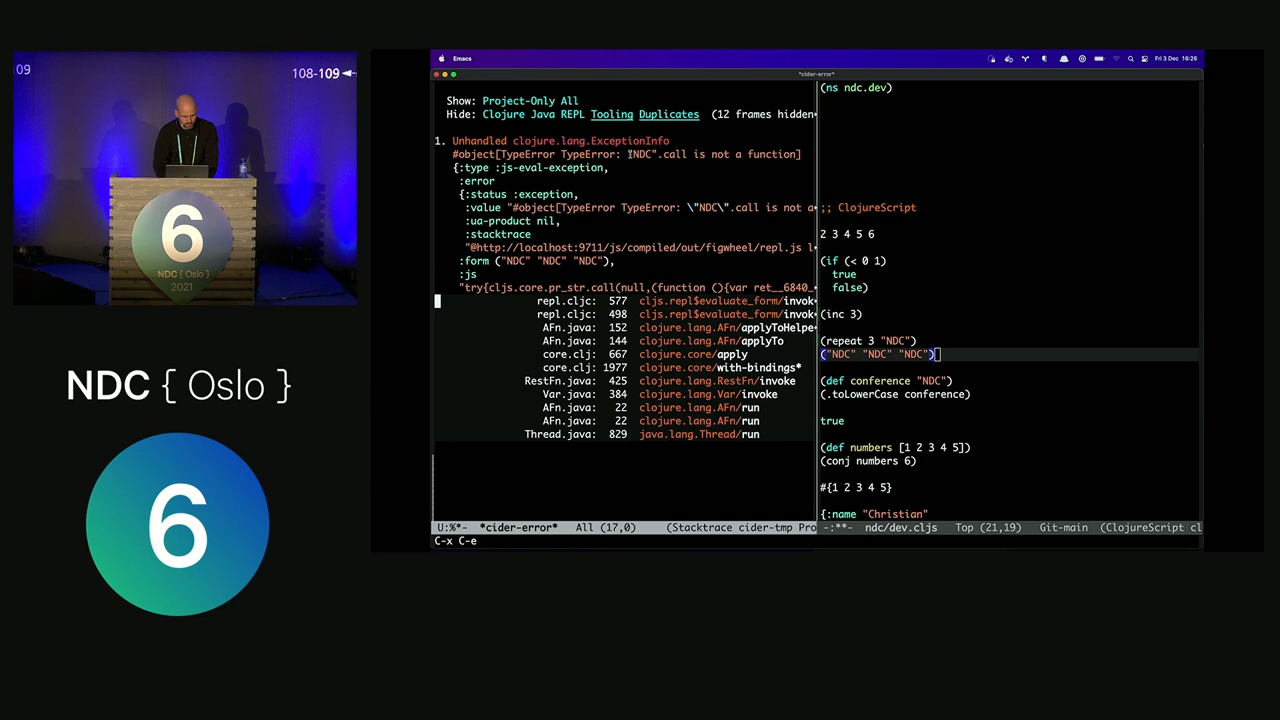 09
108-109
6
NDC { Oslo }
2021
NDC { Oslo }
6
Emacs
Fri 3 Dec 16:26
*cider-error*
Show: Project-Only All
Hide: Clojure Java REPL Tooling Duplicates (12 frames hidden
1. Unhandled clojure.lang.ExceptionInfo
#object[TypeError TypeError: "NDC".call is not a function]
{:type :js-eval-exception,
:error
{:status :exception,
:value "#object[TypeError TypeError: \"NDC\".call is not a
:ua-product nil,
:stacktrace
"@http://localhost:9711/js/compiled/out/figwheel/repl.js l
:form ("NDC" "NDC" "NDC"),
:js
"try{cljs.core.pr_str.call(null,(function (){var ret__6840_
repl.cljc: 577 cljs.repl$evaluate_form/invok
repl.cljc: 498 cljs.repl$evaluate_form/invok
AFn.java: 152 clojure.lang.AFn/applyToHelpe
AFn.java: 144 clojure.lang.AFn/applyTo
core.clj: 667 clojure.core/apply
core.clj: 1977 clojure.core/with-bindings*
RestFn.java: 425 clojure.lang.RestFn/invoke
Var.java: 384 clojure.lang.Var/invoke
AFn.java: 22 clojure.lang.AFn/run
AFn.java: 22 clojure.lang.AFn/run
Thread.java: 829 java.lang.Thread/run
U:%*- *cider-error* All (17,0) (Stacktrace cider-tmp Pro
C-x C-e
(ns ndc.dev)
;; ClojureScript
2 3 4 5 6
(if (< 0 1)
true
false)
(inc 3)
(repeat 3 "NDC")
("NDC" "NDC" "NDC")
(def conference "NDC")
(.toLowerCase conference)
true
(def numbers [1 2 3 4 5])
(conj numbers 6)
#{1 2 3 4 5}
{:name "Christian"
-:**- ndc/dev.cljs Top (21,19) Git-main (ClojureScript cl